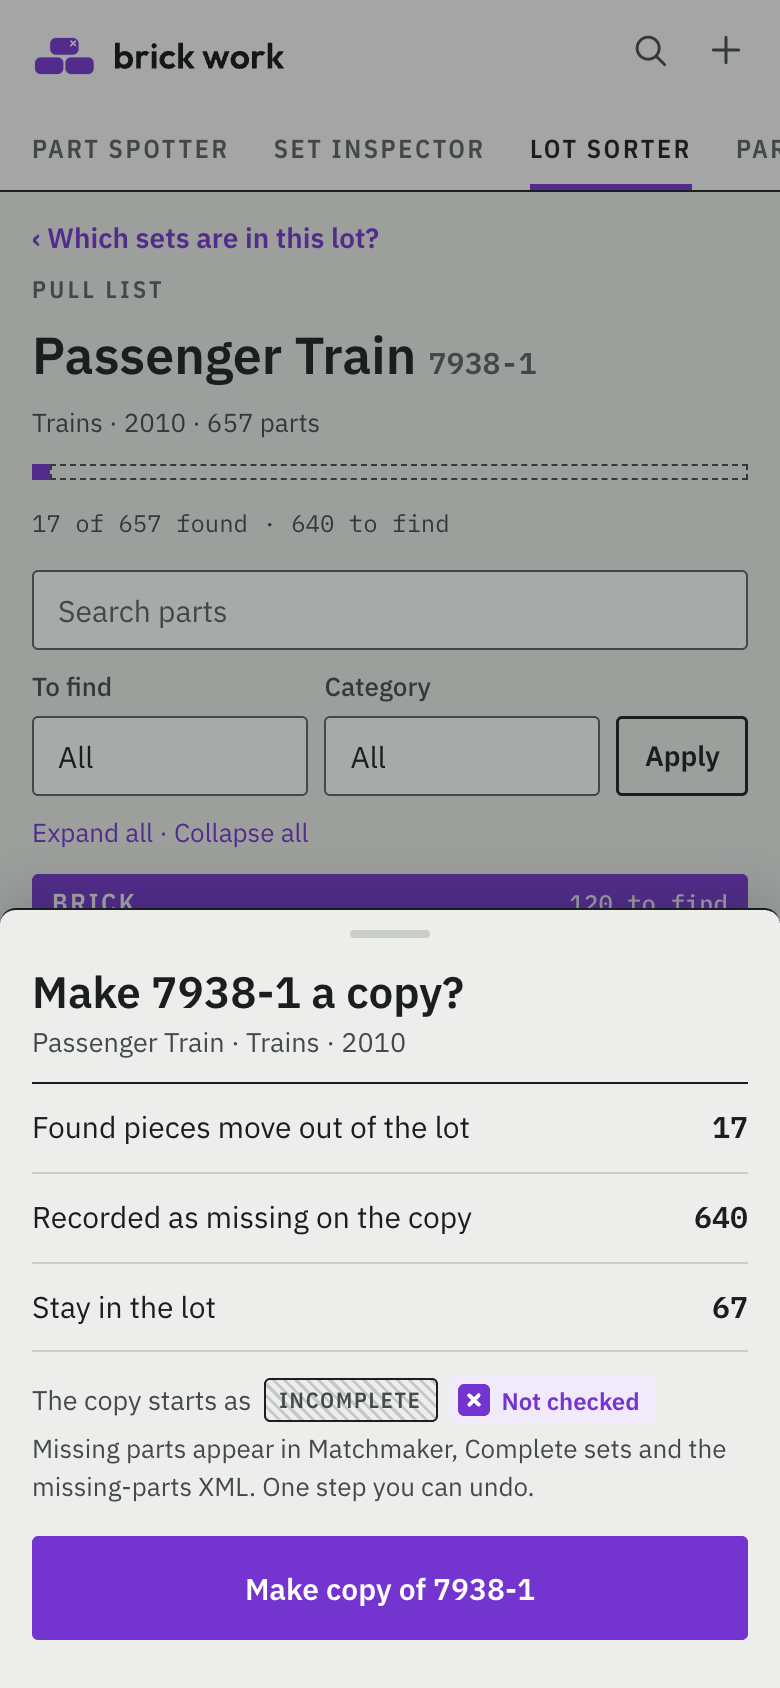 brick work
PART SPOTTER SET INSPECTOR LOT SORTER PAR
‹ Which sets are in this lot?
PULL LIST
Passenger Train 7938-1
Trains · 2010 · 657 parts
17 of 657 found · 640 to find
Search parts
To find Category
All All Apply
Expand all · Collapse all
BRICK 120 to find
Make 7938-1 a copy?
Passenger Train · Trains · 2010
Found pieces move out of the lot 17
Recorded as missing on the copy 640
Stay in the lot 67
The copy starts as INCOMPLETE Not checked
Missing parts appear in Matchmaker, Complete sets and the
missing-parts XML. One step you can undo.
Make copy of 7938-1